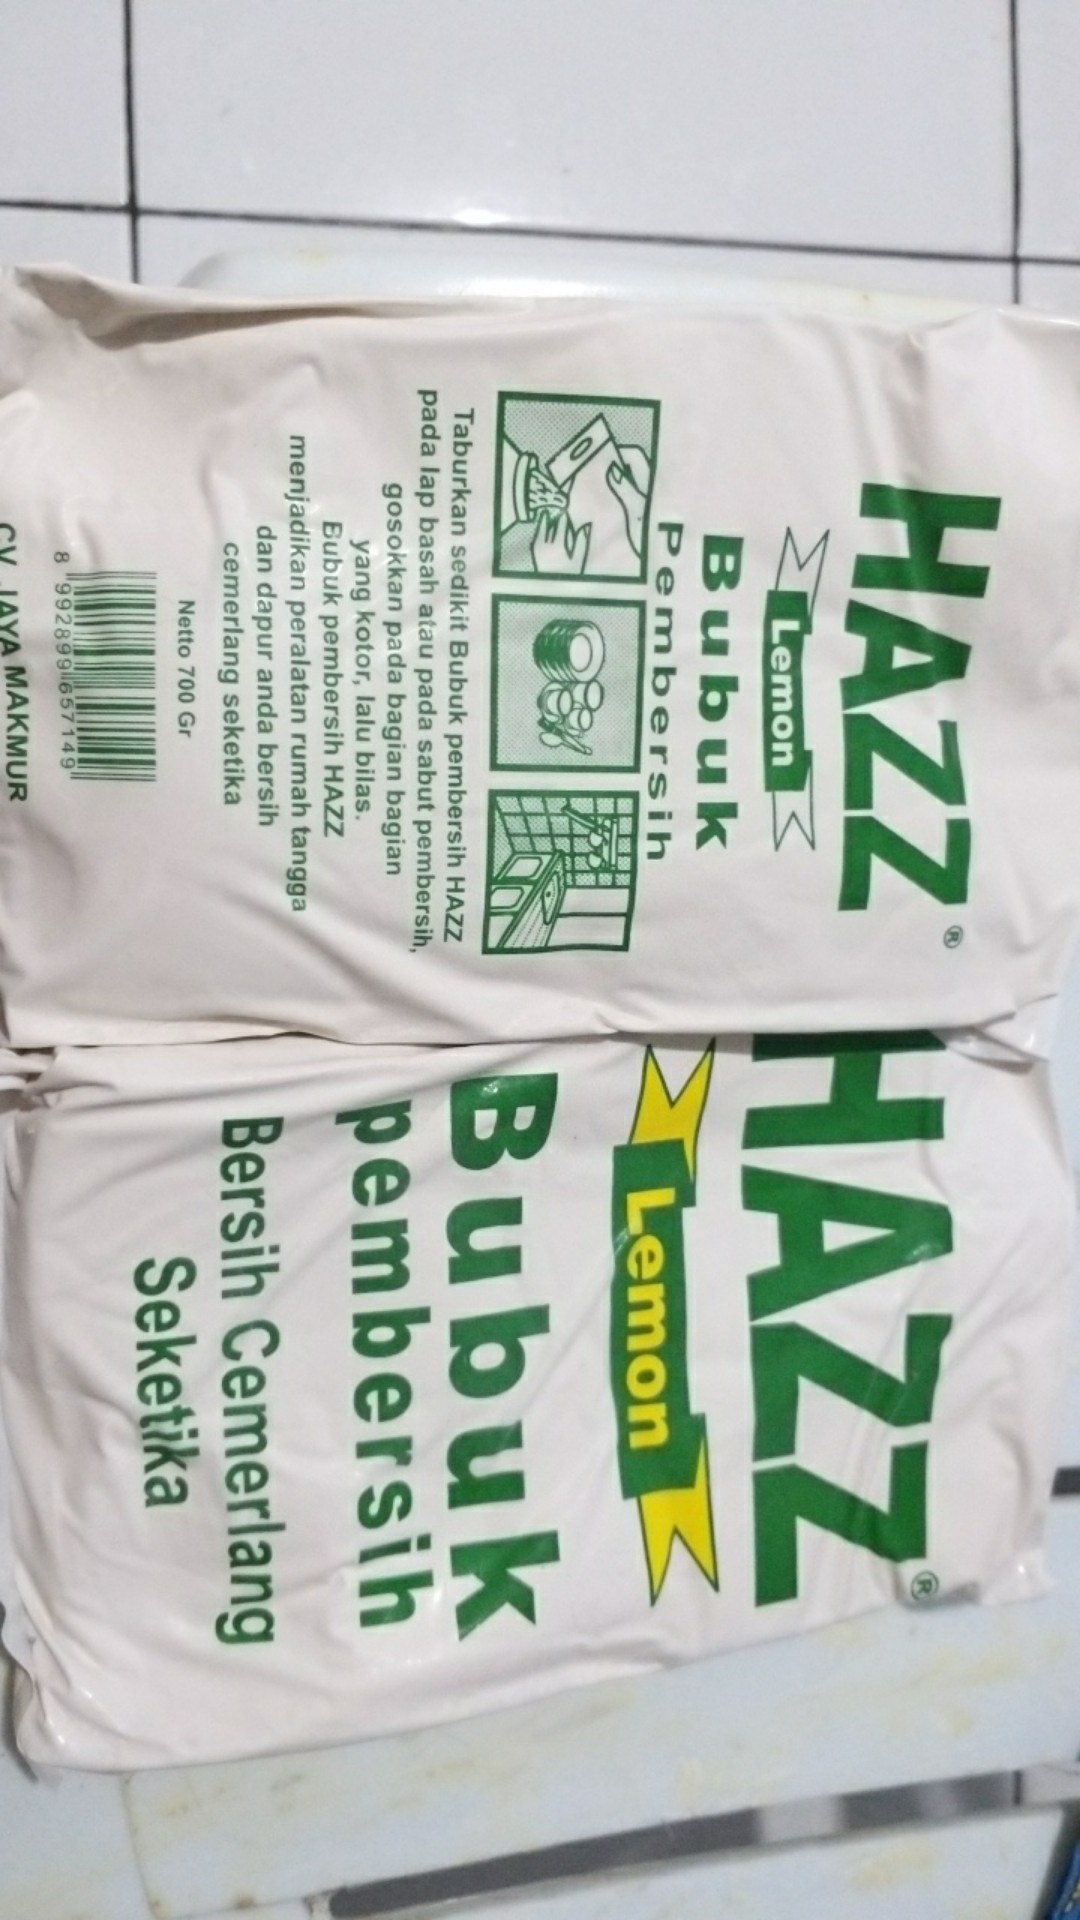 HAZZ ®
Lemon
Bubuk
Pembersih
Taburkan sedikit Bubuk pembersih HAZZ
pada lap basah atau pada sabut pembersih,
gosokkan pada bagian bagian
yang kotor, lalu bilas.
Bubuk pembersih HAZZ
menjadikan peralatan rumah tangga
dan dapur anda bersih
cemerlang seketika
Netto 700 Gr
8 992899 657149
CV. JAYA MAKMUR
HAZZ ®
Lemon
Bubuk
pembersih
Bersih Cemerlang
Seketika